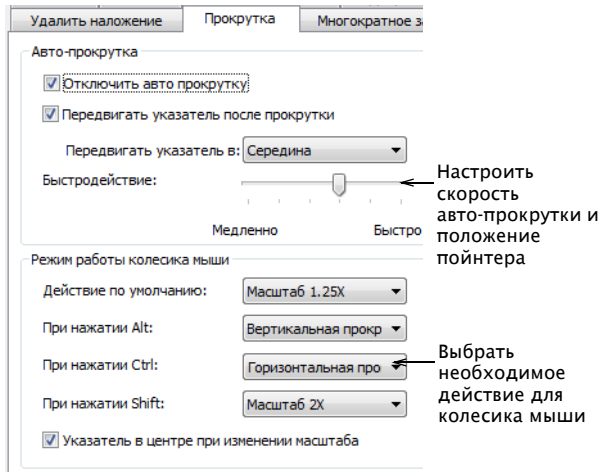 Удалить наложение Прокрутка Многократное за
Авто-прокрутка
Отключить авто прокрутку
Передвигать указатель после прокрутки
Передвигать указатель в: Середина
Быстродействие:
Медленно Быстро
Настроить
скорость
авто-прокрутки и
положение
пойнтера
Режим работы колесика мыши
Действие по умолчанию: Масштаб 1.25X
При нажатии Alt: Вертикальная прокр
При нажатии Ctrl: Горизонтальная про
При нажатии Shift: Масштаб 2X
Указатель в центре при изменении масштаба
Выбрать
необходимое
действие для
колесика мыши